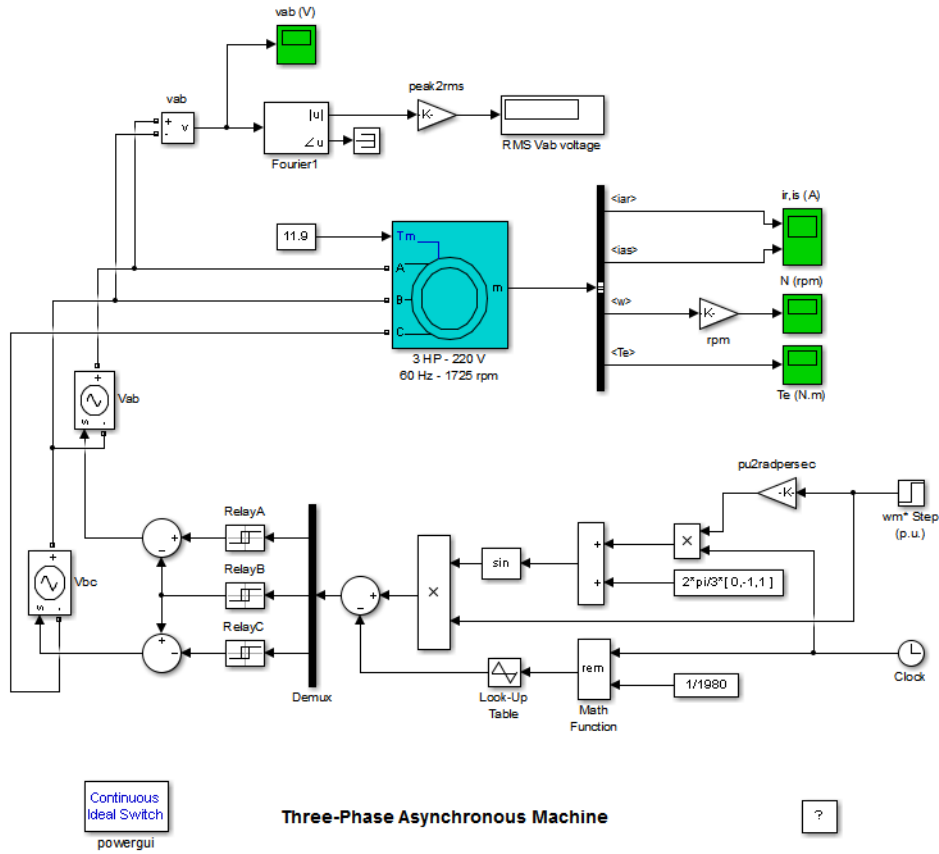 vab (V)
vab
+
-
v
|u|
∠u
Fourier1
peak2rms
-K-
RMS Vab voltage
11.9
Tm
A
B
C
m
3 HP - 220 V
60 Hz - 1725 rpm
<iar>
<ias>
<w>
<Te>
ir,is (A)
N (rpm)
-K-
rpm
Te (N.m)
+
Vab
s
-
+
Vbc
s
-
RelayA
RelayB
RelayC
−
+
−
Demux
+
−
×
sin
+
+
×
2*pi/3*[ 0,-1,1 ]
pu2radpersec
-K-
wm* Step
(p.u.)
Look-Up
Table
rem
Math
Function
1/1980
Clock
Continuous
Ideal Switch
powergui
Three-Phase Asynchronous Machine
?